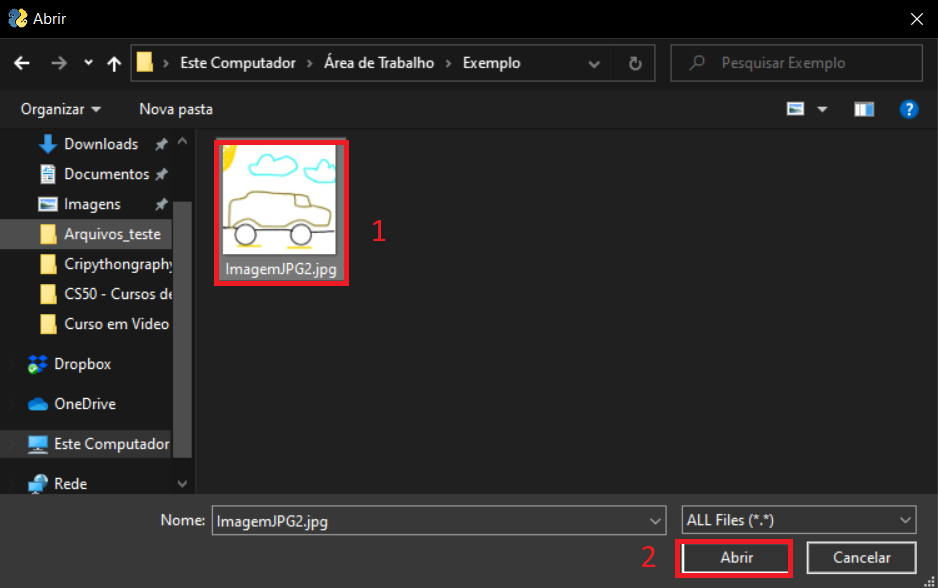 Abrir
Este Computador > Área de Trabalho > Exemplo
Pesquisar Exemplo
Organizar
Nova pasta
?
Downloads
Documentos
Imagens
Arquivos_teste
Cripythongraphy
CS50 - Cursos de
Curso em Video
Dropbox
OneDrive
Este Computador
Rede
ImagemJPG2.jpg
1
Nome: ImagemJPG2.jpg
ALL Files (*.*)
2
Abrir
Cancelar